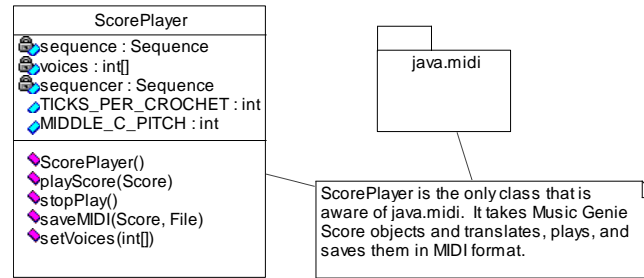 ScorePlayer
sequence : Sequence
voices : int[]
sequencer : Sequence
TICKS_PER_CROCHET : int
MIDDLE_C_PITCH : int
ScorePlayer()
playScore(Score)
stopPlay()
saveMIDI(Score, File)
setVoices(int[])
java.midi
ScorePlayer is the only class that is
aware of java.midi. It takes Music Genie
Score objects and translates, plays, and
saves them in MIDI format.